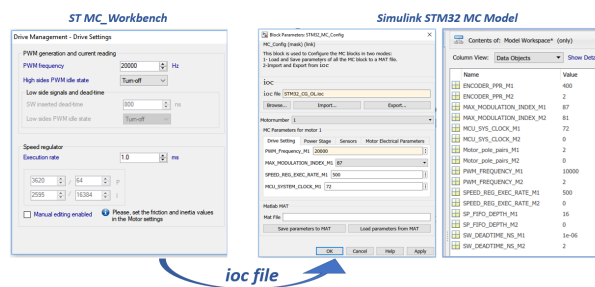 ST MC_Workbench
Simulink STM32 MC Model
Drive Management - Drive Settings
PWM generation and current reading
PWM frequency 20000 Hz
High sides PWM idle state Turn-off
Low side signals and dead-time
SW inserted dead-time 800 ns
Low sides PWM idle state Turn-off
Speed regulator
Execution rate 1.0 ms
3620 / 64 P
2595 / 16384 i
Manual editing enabled Please, set the friction and inertia values
in the Motor settings
Block Parameters: STM32_MC_Config
MC_Config (mask) (link)
This block is used to Configure the MC blocks in two modes:
1- Load and Save parameters of all the MC block to a MAT file.
2-Import and Export from ioc
ioc
ioc file STM32_CG_OL.ioc
Browse... Import... Export...
Motornumber 1
MC Parameters for motor 1
Drive Setting Power Stage Sensors Motor Electrical Parameters
PWM_Frequency_M1 20000
MAX_MODULATION_INDEX_M1 87
SPEED_REG_EXEC_RATE_M1 500
MCU_SYSTEM_CLOCK_M1 72
Matlab MAT
Mat File
Save parameters to MAT Load parameters from MAT
OK Cancel Help Apply
Contents of: Model Workspace* (only)
Column View: Data Objects Show Deta
Name Value
ENCODER_PPR_M1 400
ENCODER_PPR_M2 2
MAX_MODULATION_INDEX_M1 87
MAX_MODULATION_INDEX_M2 81
MCU_SYS_CLOCK_M1 72
MCU_SYS_CLOCK_M2 0
Motor_pole_pairs_M1 2
Motor_pole_pairs_M2 0
PWM_FREQUENCY_M1 10000
PWM_FREQUENCY_M2 2
SPEED_REG_EXEC_RATE_M1 500
SPEED_REG_EXEC_RATE_M2 0
SP_FIFO_DEPTH_M1 16
SP_FIFO_DEPTH_M2 0
SW_DEADTIME_NS_M1 1e-06
SW_DEADTIME_NS_M2 2
ioc file